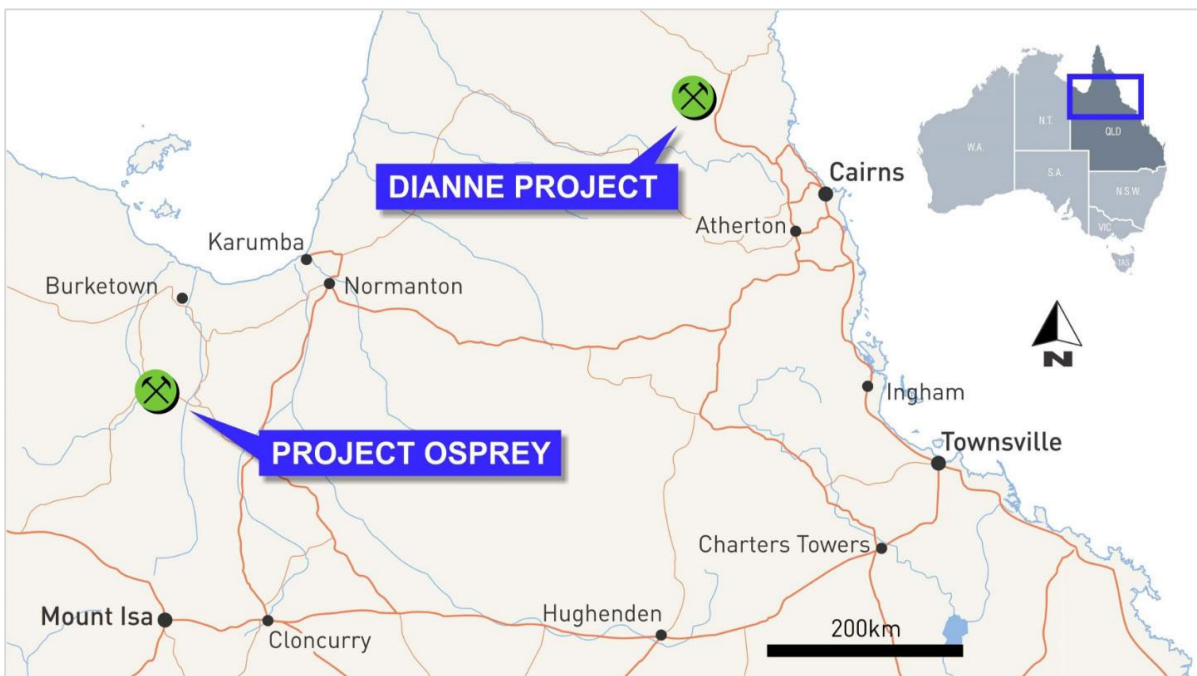 DIANNE PROJECT
Cairns
Atherton
Karumba
Burketown
Normanton
PROJECT OSPREY
Ingham
Townsville
Charters Towers
Mount Isa
Cloncurry
Hughenden
200km
W.A.
N.T.
QLD
S.A.
N.S.W.
VIC
TAS
N